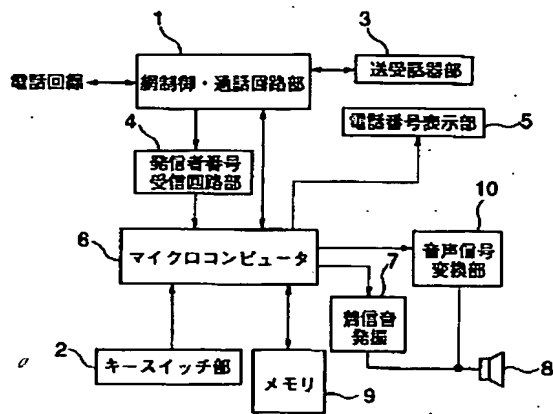 1
3
電話回線
網制御・通話回路部
送受話器部
4
電話番号表示部
5
発信者番号
受信回路部
10
6
マイクロコンピュータ
7
音声信号
変換部
着信音
発振
2
キースイッチ部
メモリ
9
8